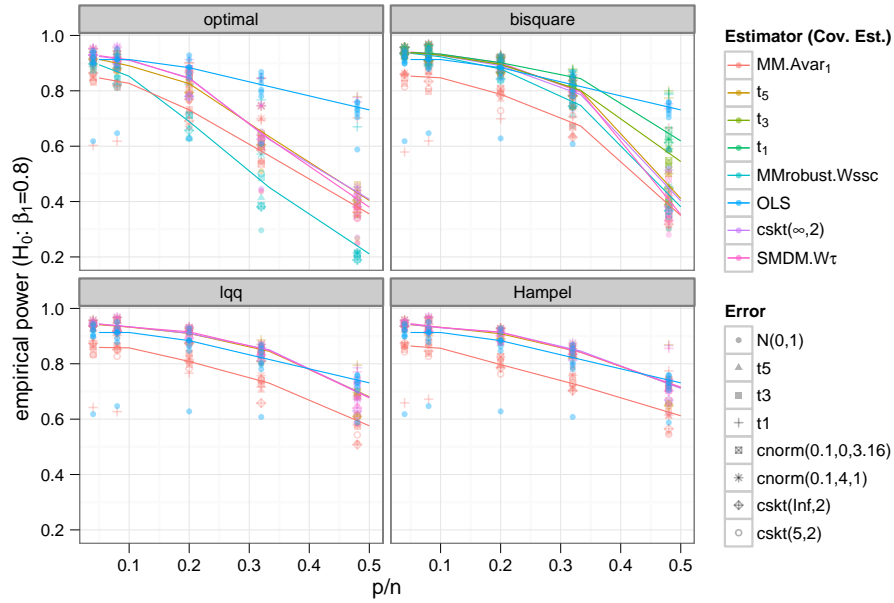 optimal
bisquare
1.0
0.8
0.6
0.4
0.2
lqq
Hampel
1.0
0.8
0.6
0.4
0.2
0.1 0.2 0.3 0.4 0.5
0.1 0.2 0.3 0.4 0.5
p/n
empirical power (H₀: β₁=0.8)
Estimator (Cov. Est.)
MM.Avar₁
t₅
t₃
t₁
MMrobust.Wssc
OLS
cskt(∞,2)
SMDM.Wτ
Error
N(0,1)
t5
t3
t1
cnorm(0.1,0,3.16)
cnorm(0.1,4,1)
cskt(Inf,2)
cskt(5,2)